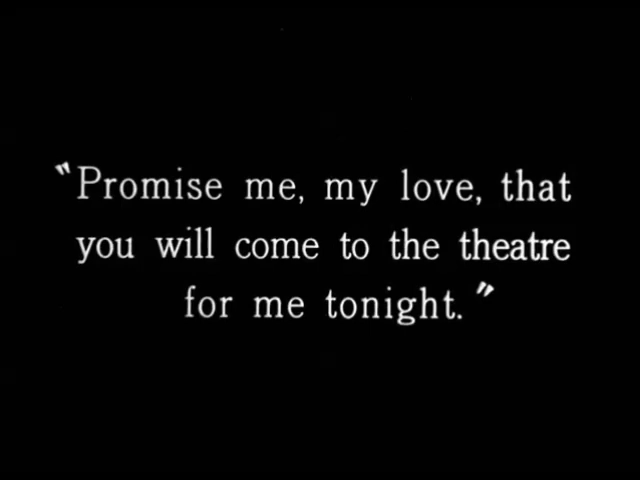 "Promise me, my love, that
you will come to the theatre
for me tonight."